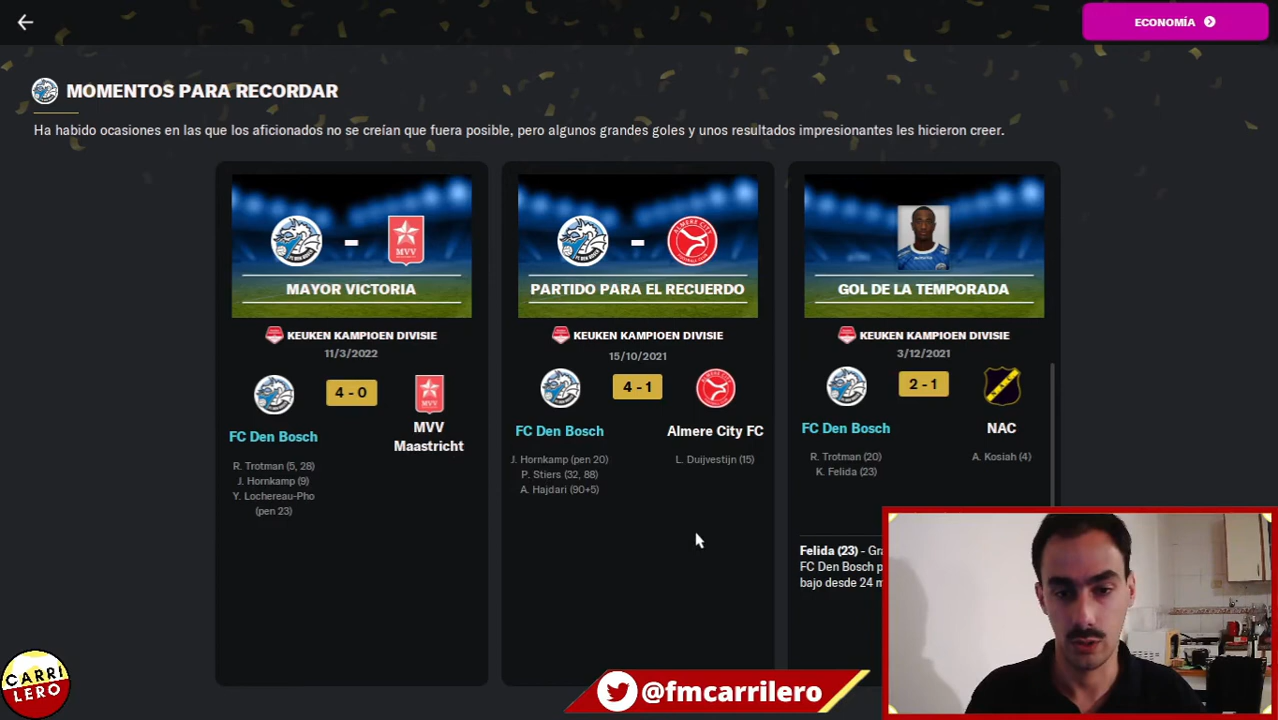 ECONOMÍA
MOMENTOS PARA RECORDAR
Ha habido ocasiones en las que los aficionados no se creían que fuera posible, pero algunos grandes goles y unos resultados impresionantes les hicieron creer.
MVV
MAYOR VICTORIA
KEUKEN KAMPIOEN DIVISIE
11/3/2022
4 - 0
FC Den Bosch
MVV
Maastricht
R. Trotman (5, 28)
J. Hornkamp (9)
Y. Lochereau-Pho
(pen 23)
ALMERE CITY
PARTIDO PARA EL RECUERDO
KEUKEN KAMPIOEN DIVISIE
15/10/2021
4 - 1
FC Den Bosch
Almere City FC
J. Hornkamp (pen 20)
P. Stiers (32, 88)
A. Hajdari (90+5)
L. Duijvestijn (15)
GOL DE LA TEMPORADA
KEUKEN KAMPIOEN DIVISIE
3/12/2021
2 - 1
FC Den Bosch
NAC
R. Trotman (20)
K. Felida (23)
A. Kosiah (4)
Felida (23) - Gra
FC Den Bosch p
bajo desde 24 m
CARRI
LERO
@fmcarrilero